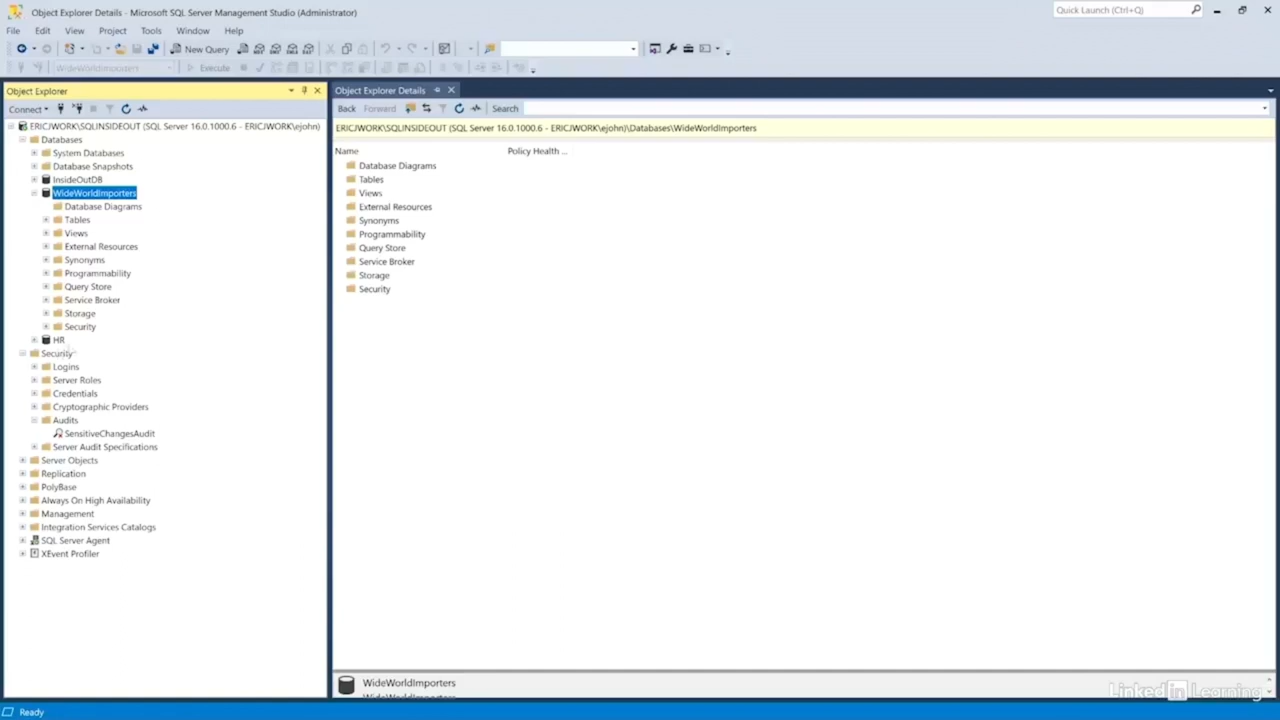 Object Explorer Details - Microsoft SQL Server Management Studio (Administrator)
Quick Launch (Ctrl+Q)
File Edit View Project Tools Window Help
New Query
WideWorldImporters Execute
Object Explorer
Connect
ERICJWORK\SQLINSIDEOUT (SQL Server 16.0.1000.6 - ERICJWORK\ejohn)
Databases
System Databases
Database Snapshots
InsideOutDB
WideWorldImporters
Database Diagrams
Tables
Views
External Resources
Synonyms
Programmability
Query Store
Service Broker
Storage
Security
HR
Security
Logins
Server Roles
Credentials
Cryptographic Providers
Audits
SensitiveChangesAudit
Server Audit Specifications
Server Objects
Replication
PolyBase
Always On High Availability
Management
Integration Services Catalogs
SQL Server Agent
XEvent Profiler
Object Explorer Details
Back Forward Search
ERICJWORK\SQLINSIDEOUT (SQL Server 16.0.1000.6 - ERICJWORK\ejohn)\Databases\WideWorldImporters
Name Policy Health ...
Database Diagrams
Tables
Views
External Resources
Synonyms
Programmability
Query Store
Service Broker
Storage
Security
WideWorldImporters
WideWorldImporters
Linked in Learning
Ready